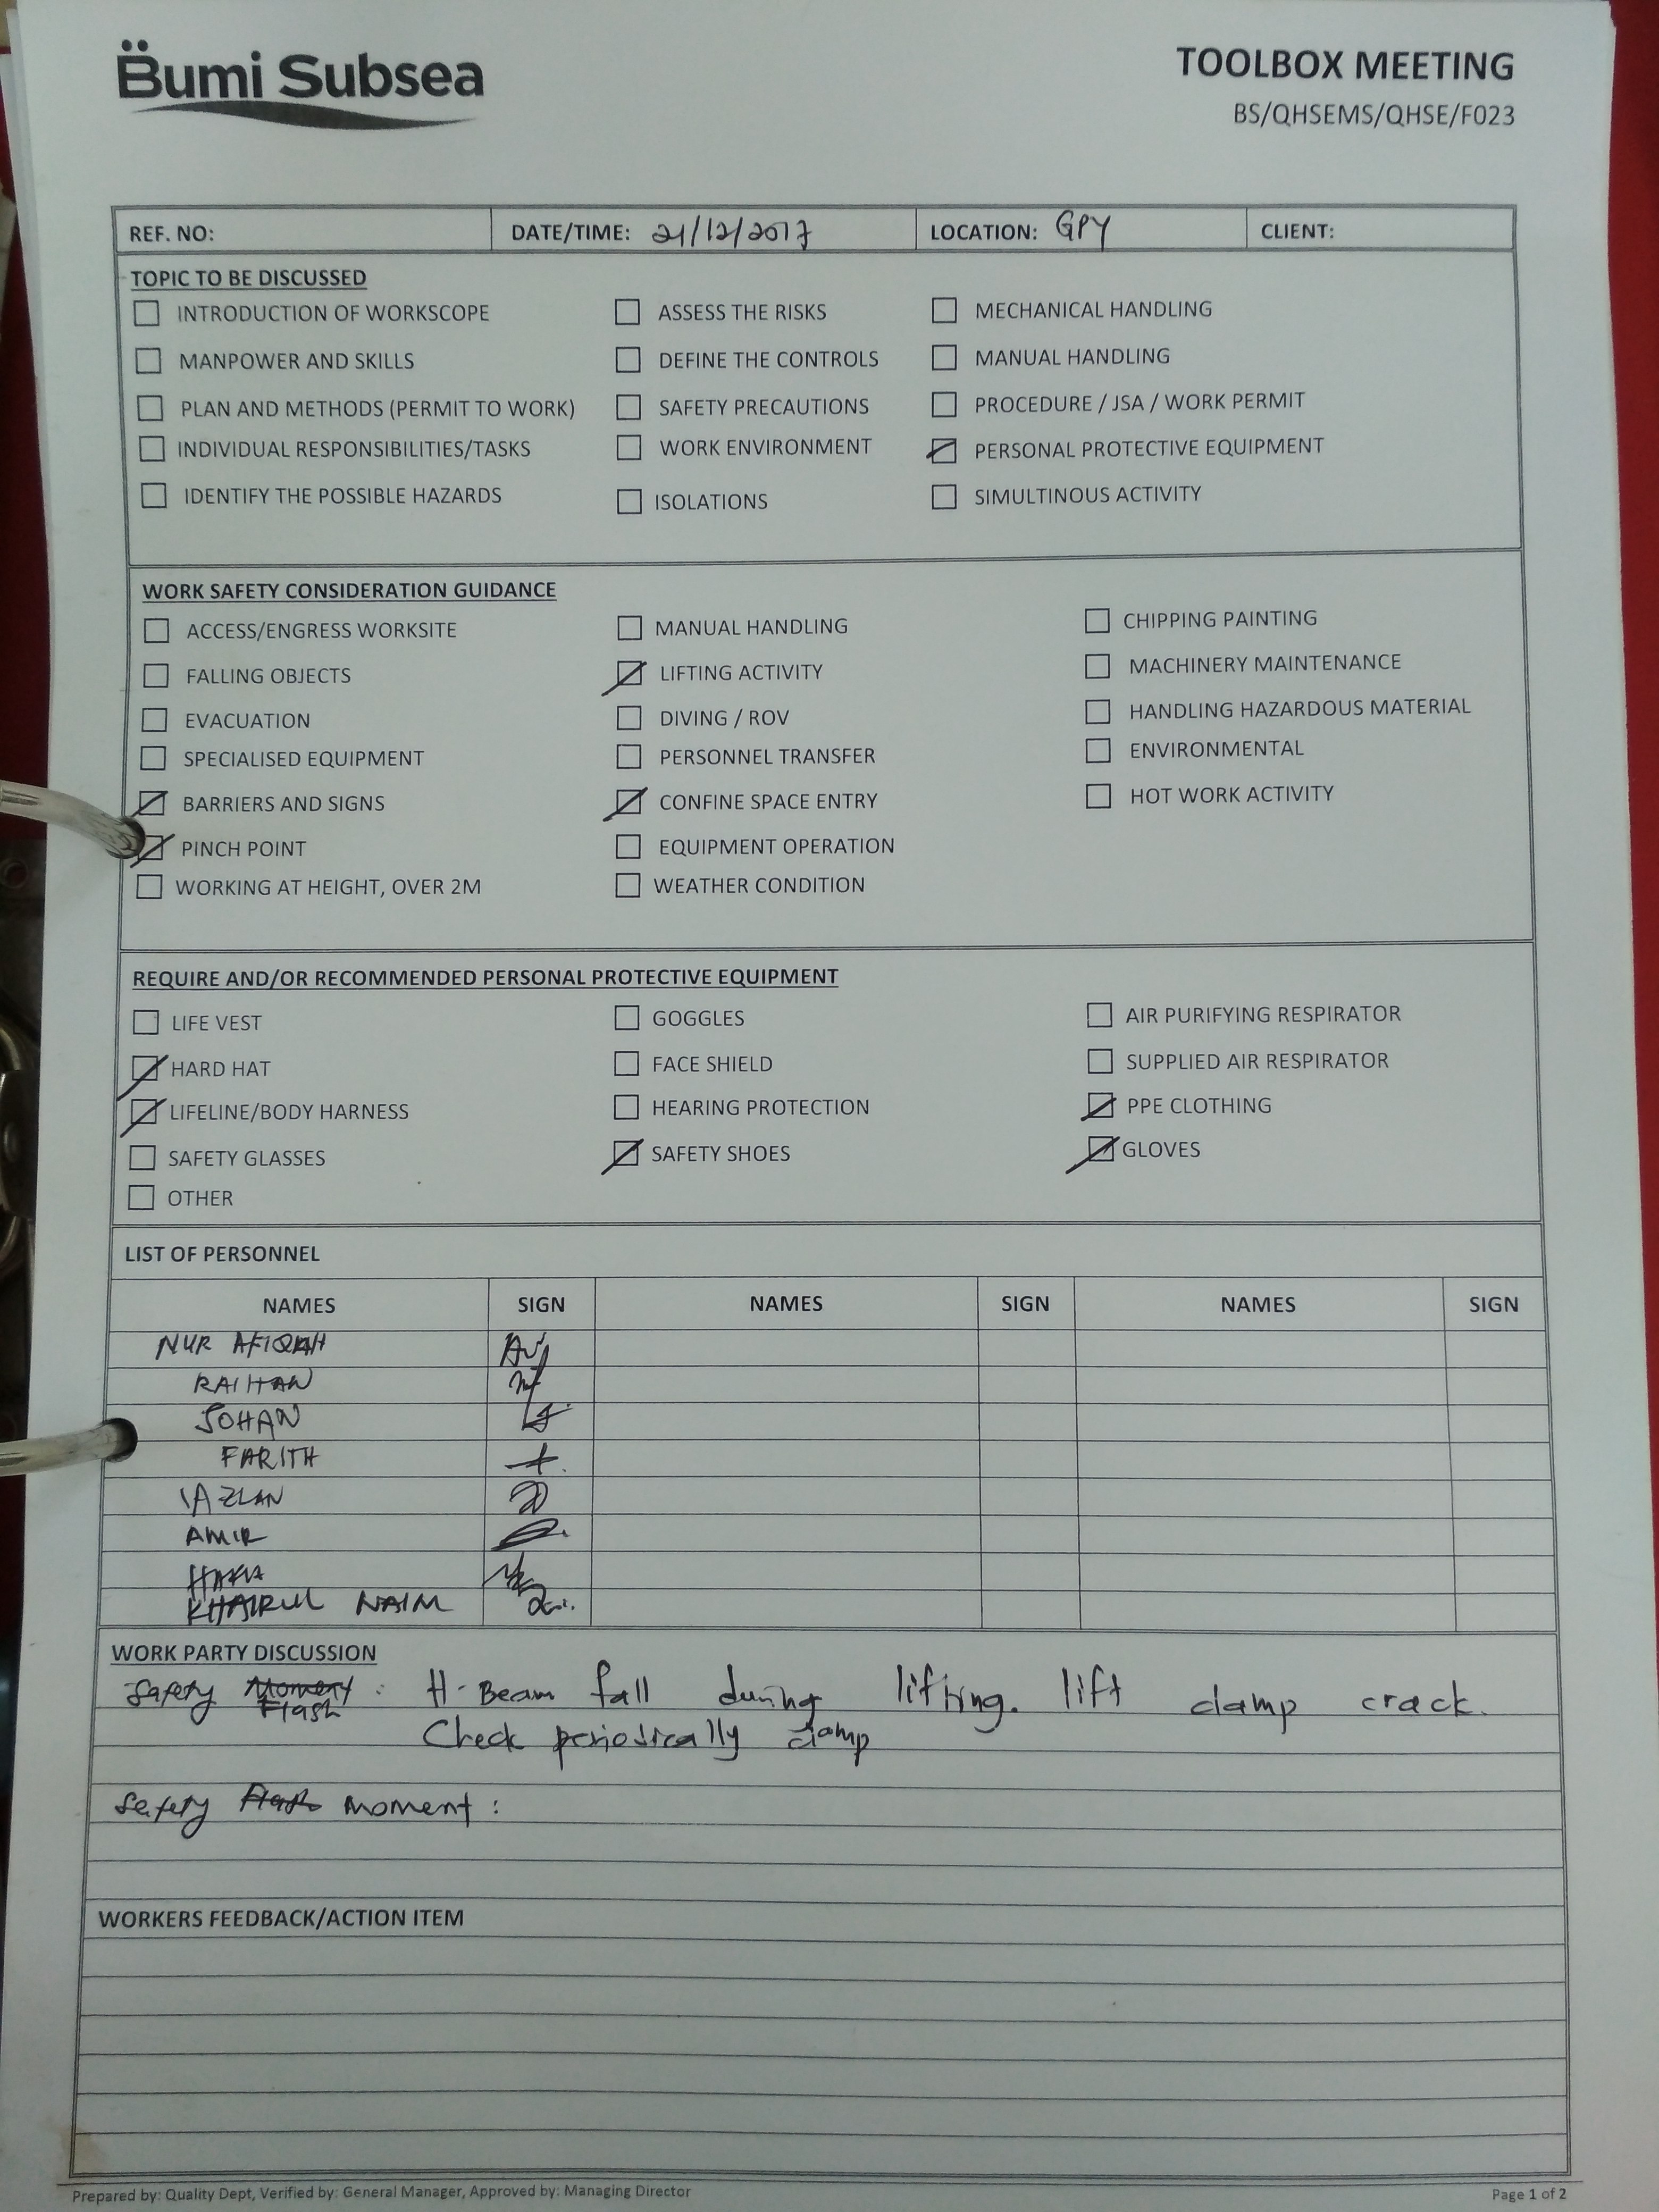 Bumi Subsea
TOOLBOX MEETING
BS/QHSEMS/QHSE/F023
REF. NO: DATE/TIME: 21/12/2017 LOCATION: GPY CLIENT:
TOPIC TO BE DISCUSSED
INTRODUCTION OF WORKSCOPE ASSESS THE RISKS MECHANICAL HANDLING
MANPOWER AND SKILLS DEFINE THE CONTROLS MANUAL HANDLING
PLAN AND METHODS (PERMIT TO WORK) SAFETY PRECAUTIONS PROCEDURE / JSA / WORK PERMIT
INDIVIDUAL RESPONSIBILITIES/TASKS WORK ENVIRONMENT PERSONAL PROTECTIVE EQUIPMENT
IDENTIFY THE POSSIBLE HAZARDS ISOLATIONS SIMULTINOUS ACTIVITY
WORK SAFETY CONSIDERATION GUIDANCE
ACCESS/ENGRESS WORKSITE MANUAL HANDLING CHIPPING PAINTING
FALLING OBJECTS LIFTING ACTIVITY MACHINERY MAINTENANCE
EVACUATION DIVING / ROV HANDLING HAZARDOUS MATERIAL
SPECIALISED EQUIPMENT PERSONNEL TRANSFER ENVIRONMENTAL
BARRIERS AND SIGNS CONFINE SPACE ENTRY HOT WORK ACTIVITY
PINCH POINT EQUIPMENT OPERATION
WORKING AT HEIGHT, OVER 2M WEATHER CONDITION
REQUIRE AND/OR RECOMMENDED PERSONAL PROTECTIVE EQUIPMENT
LIFE VEST GOGGLES AIR PURIFYING RESPIRATOR
HARD HAT FACE SHIELD SUPPLIED AIR RESPIRATOR
LIFELINE/BODY HARNESS HEARING PROTECTION PPE CLOTHING
SAFETY GLASSES SAFETY SHOES GLOVES
OTHER
LIST OF PERSONNEL
NAMES SIGN NAMES SIGN NAMES SIGN
NUR AFIQAH
RAIHAN
JOHAN
FARITH
AZLAN
AMIR
KHAIRUL NAIM
WORK PARTY DISCUSSION
Safety Moment Flash : H-Beam fall during lifting. lift clamp crack.
Check periodically clamp
Safety Flash Moment :
WORKERS FEEDBACK/ACTION ITEM
Prepared by: Quality Dept, Verified by: General Manager, Approved by: Managing Director Page 1 of 2